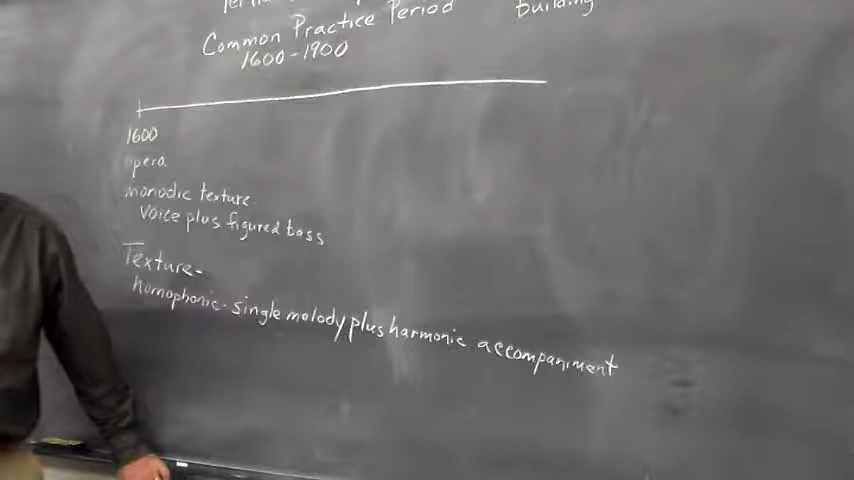 building
Common Practice Period
1600-1900
1600
opera
monodic texture
voice plus figured bass
Texture-
homophonic- single melody plus harmonic accompaniment